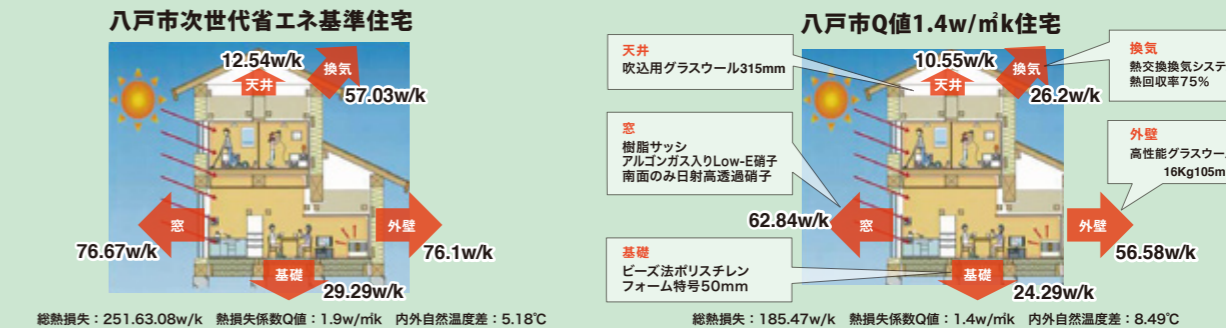 八戸市次世代省エネ基準住宅
12.54w/k
天井
換気
57.03w/k
窓
76.67w/k
外壁
76.1w/k
基礎
29.29w/k
総熱損失：251.63.08w/k 熱損失係数Q値：1.9w/㎡k 内外自然温度差：5.18℃
八戸市Q値1.4w/㎡k住宅
天井
吹込用グラスウール315mm
窓
樹脂サッシ
アルゴンガス入りLow-E硝子
南面のみ日射高透過硝子
基礎
ビーズ法ポリスチレン
フォーム特号50mm
10.55w/k
天井
換気
26.2w/k
窓
62.84w/k
外壁
56.58w/k
基礎
24.29w/k
換気
熱交換換気システ
熱回収率75%
外壁
高性能グラスウー
16Kg105m
総熱損失：185.47w/k 熱損失係数Q値：1.4w/㎡k 内外自然温度差：8.49℃